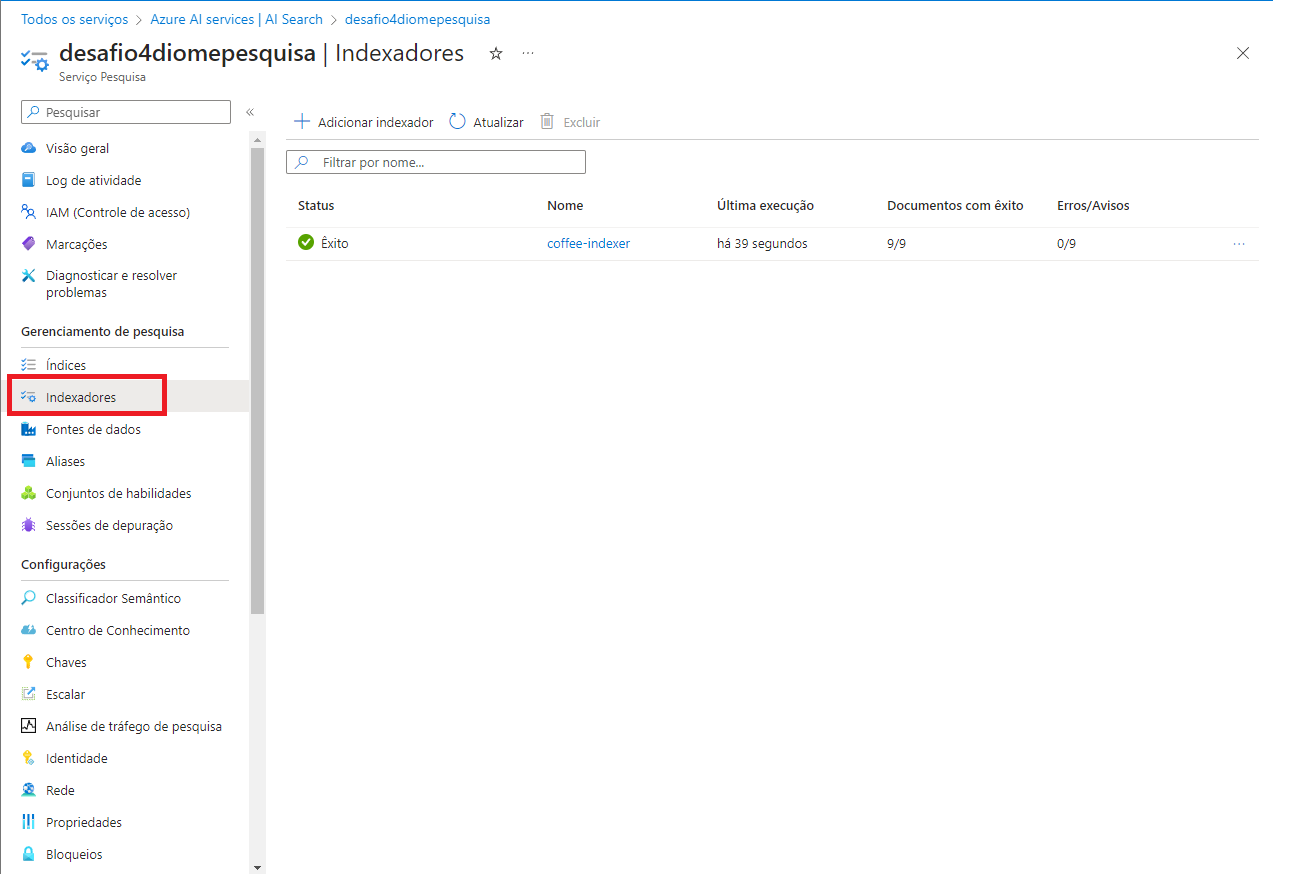 Todos os serviços > Azure AI services | AI Search > desafio4diomepesquisa
desafio4diomepesquisa | Indexadores
Serviço Pesquisa
Pesquisar
Visão geral
Log de atividade
IAM (Controle de acesso)
Marcações
Diagnosticar e resolver
problemas
Gerenciamento de pesquisa
Índices
Indexadores
Fontes de dados
Aliases
Conjuntos de habilidades
Sessões de depuração
Configurações
Classificador Semântico
Centro de Conhecimento
Chaves
Escalar
Análise de tráfego de pesquisa
Identidade
Rede
Propriedades
Bloqueios
Adicionar indexador Atualizar Excluir
Filtrar por nome...
Status Nome Última execução Documentos com êxito Erros/Avisos
Êxito coffee-indexer há 39 segundos 9/9 0/9